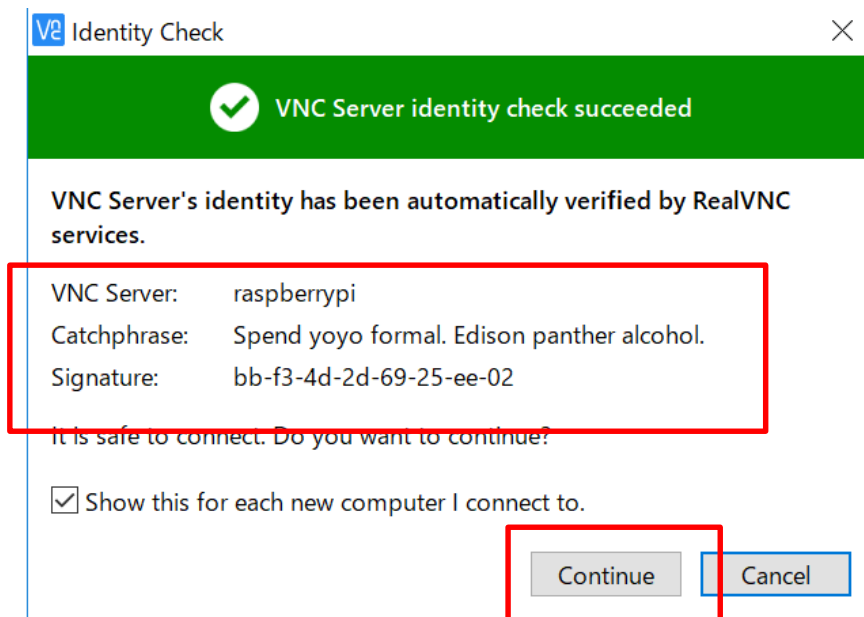 V2 Identity Check
VNC Server identity check succeeded
VNC Server's identity has been automatically verified by RealVNC
services.
VNC Server: raspberrypi
Catchphrase: Spend yoyo formal. Edison panther alcohol.
Signature: bb-f3-4d-2d-69-25-ee-02
It is safe to connect. Do you want to continue?
Show this for each new computer I connect to.
Continue Cancel